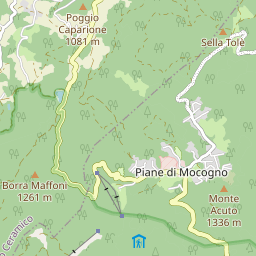 Poggio
Caparione
1081 m
Sella Tole
Piane di Mocogno
Borra Maffoni
1261 m
Monte
Acuto
1336 m
Ceramico